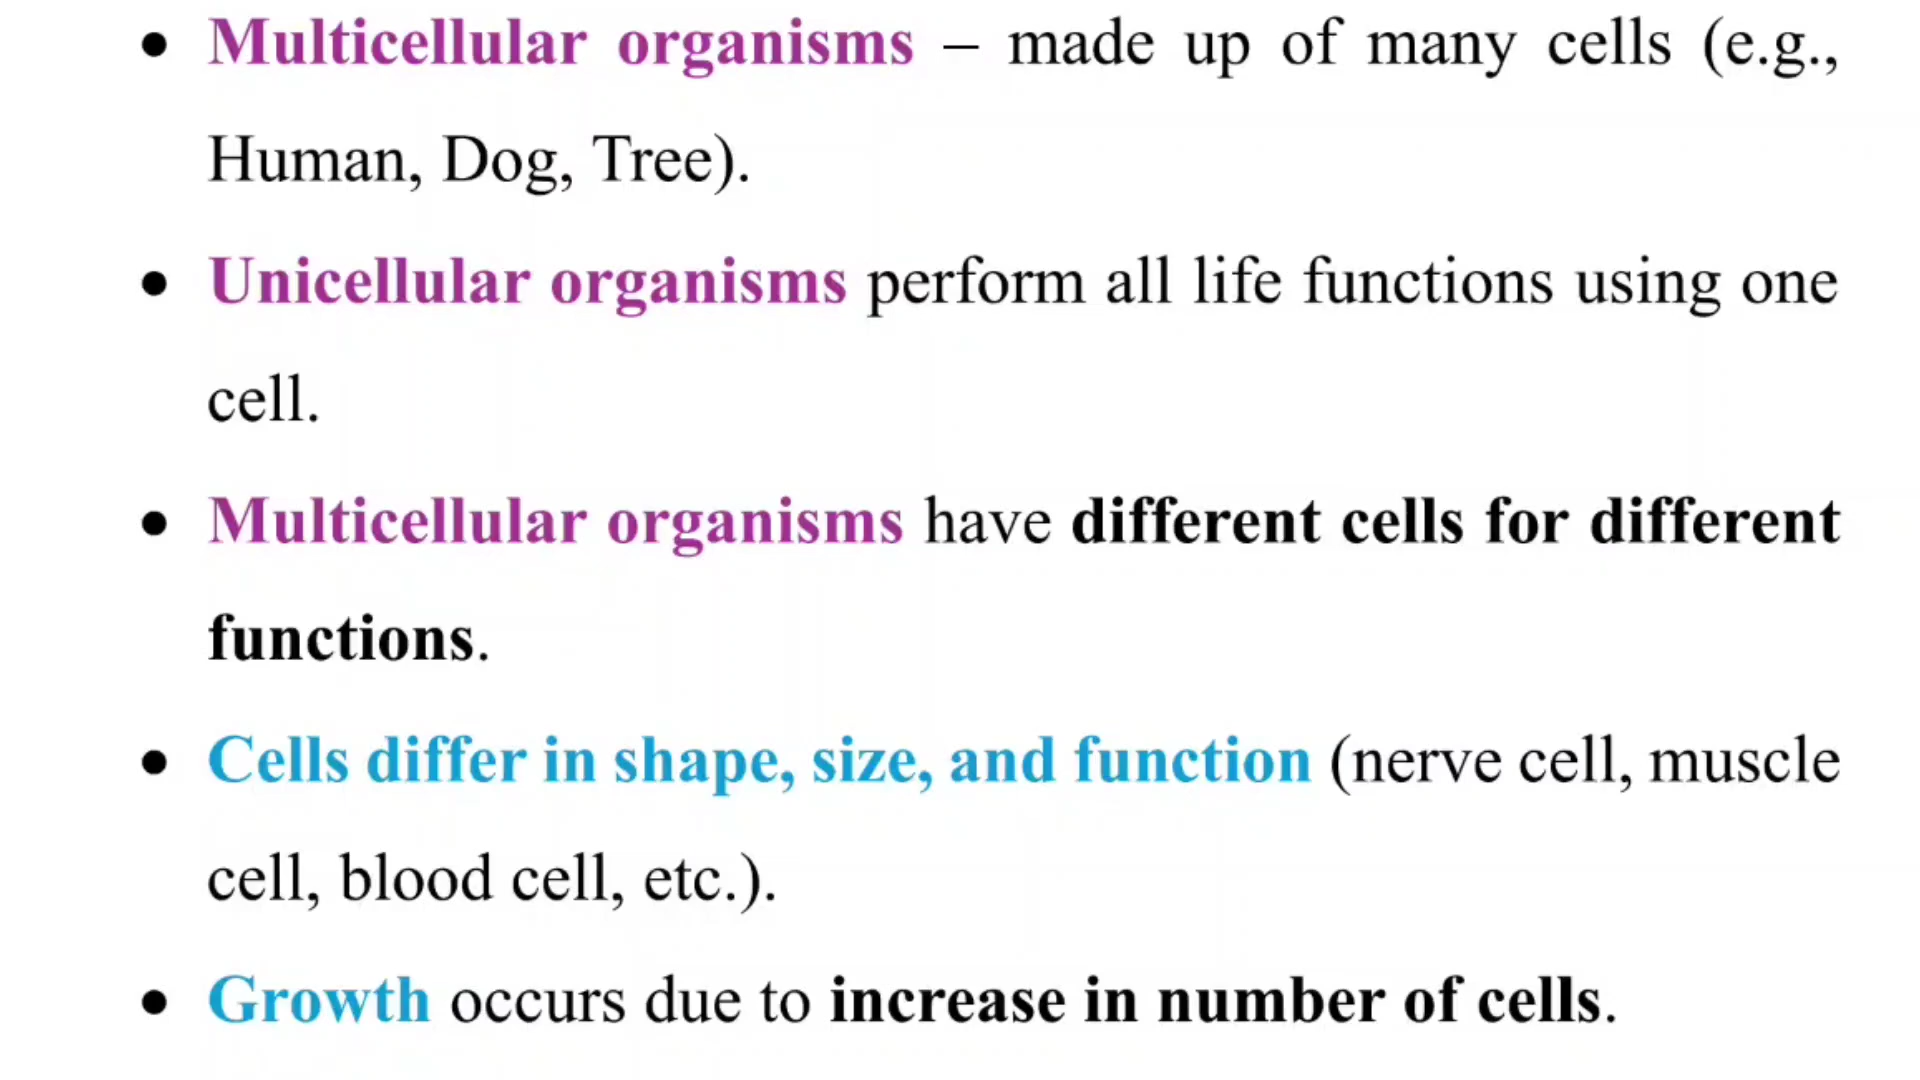 • Multicellular organisms – made up of many cells (e.g.,
Human, Dog, Tree).
• Unicellular organisms perform all life functions using one
cell.
• Multicellular organisms have different cells for different
functions.
• Cells differ in shape, size, and function (nerve cell, muscle
cell, blood cell, etc.).
• Growth occurs due to increase in number of cells.